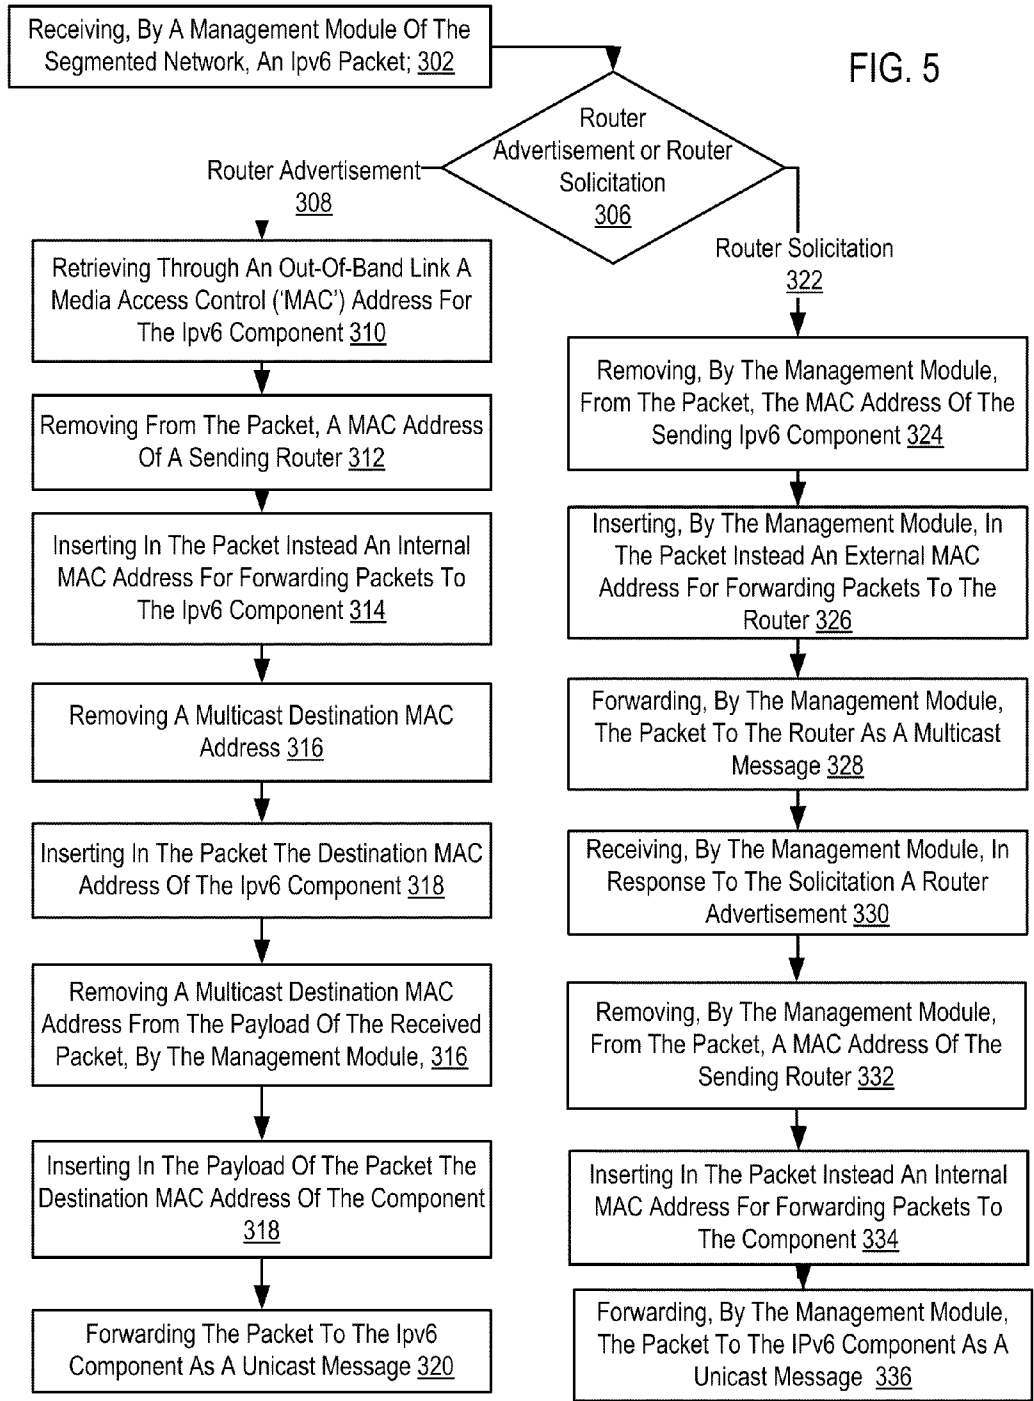 Receiving, By A Management Module Of The
Segmented Network, An Ipv6 Packet; 302
FIG. 5
Router
Advertisement or Router
Solicitation
306
Router Advertisement
308
Retrieving Through An Out-Of-Band Link A
Media Access Control ('MAC') Address For
The Ipv6 Component 310
Removing From The Packet, A MAC Address
Of A Sending Router 312
Inserting In The Packet Instead An Internal
MAC Address For Forwarding Packets To
The Ipv6 Component 314
Removing A Multicast Destination MAC
Address 316
Inserting In The Packet The Destination MAC
Address Of The Ipv6 Component 318
Removing A Multicast Destination MAC
Address From The Payload Of The Received
Packet, By The Management Module, 316
Inserting In The Payload Of The Packet The
Destination MAC Address Of The Component
318
Forwarding The Packet To The Ipv6
Component As A Unicast Message 320
Router Solicitation
322
Removing, By The Management Module,
From The Packet, The MAC Address Of The
Sending Ipv6 Component 324
Inserting, By The Management Module, In
The Packet Instead An External MAC
Address For Forwarding Packets To The
Router 326
Forwarding, By The Management Module,
The Packet To The Router As A Multicast
Message 328
Receiving, By The Management Module, In
Response To The Solicitation A Router
Advertisement 330
Removing, By The Management Module,
From The Packet, A MAC Address Of The
Sending Router 332
Inserting In The Packet Instead An Internal
MAC Address For Forwarding Packets To
The Component 334
Forwarding, By The Management Module,
The Packet To The IPv6 Component As A
Unicast Message 336